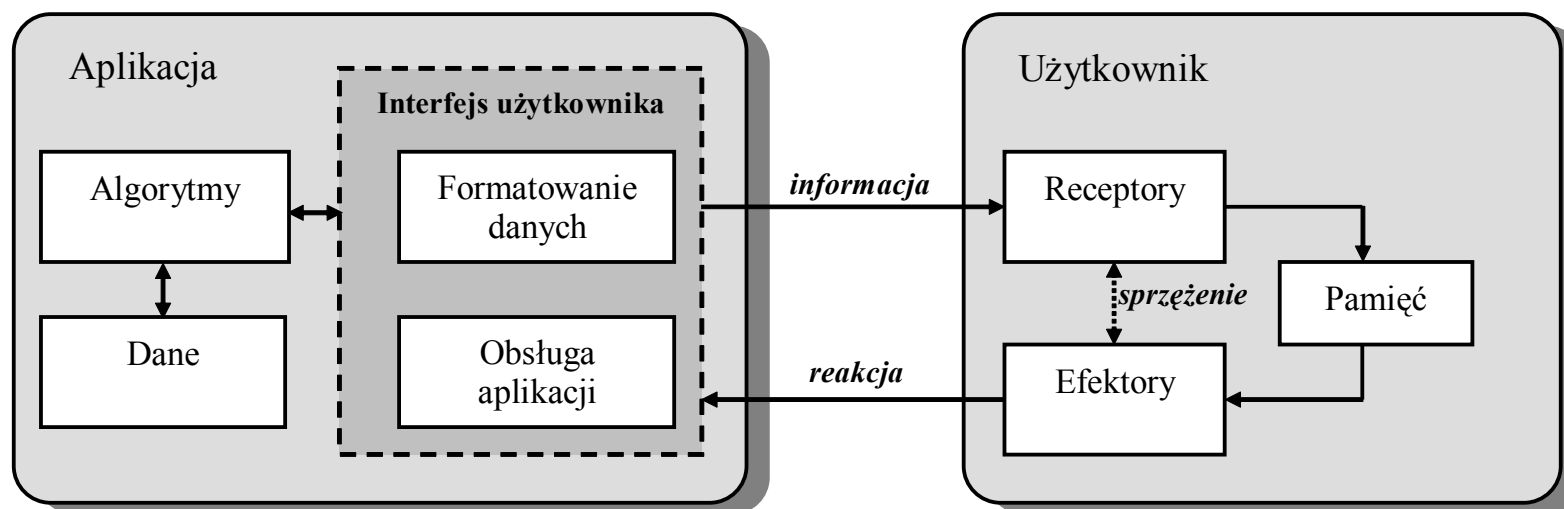 Aplikacja
Interfejs użytkownika
Algorytmy
Dane
Formatowanie
danych
Obsługa
aplikacji
informacja
reakcja
Użytkownik
Receptory
sprzężenie
Pamięć
Efektory